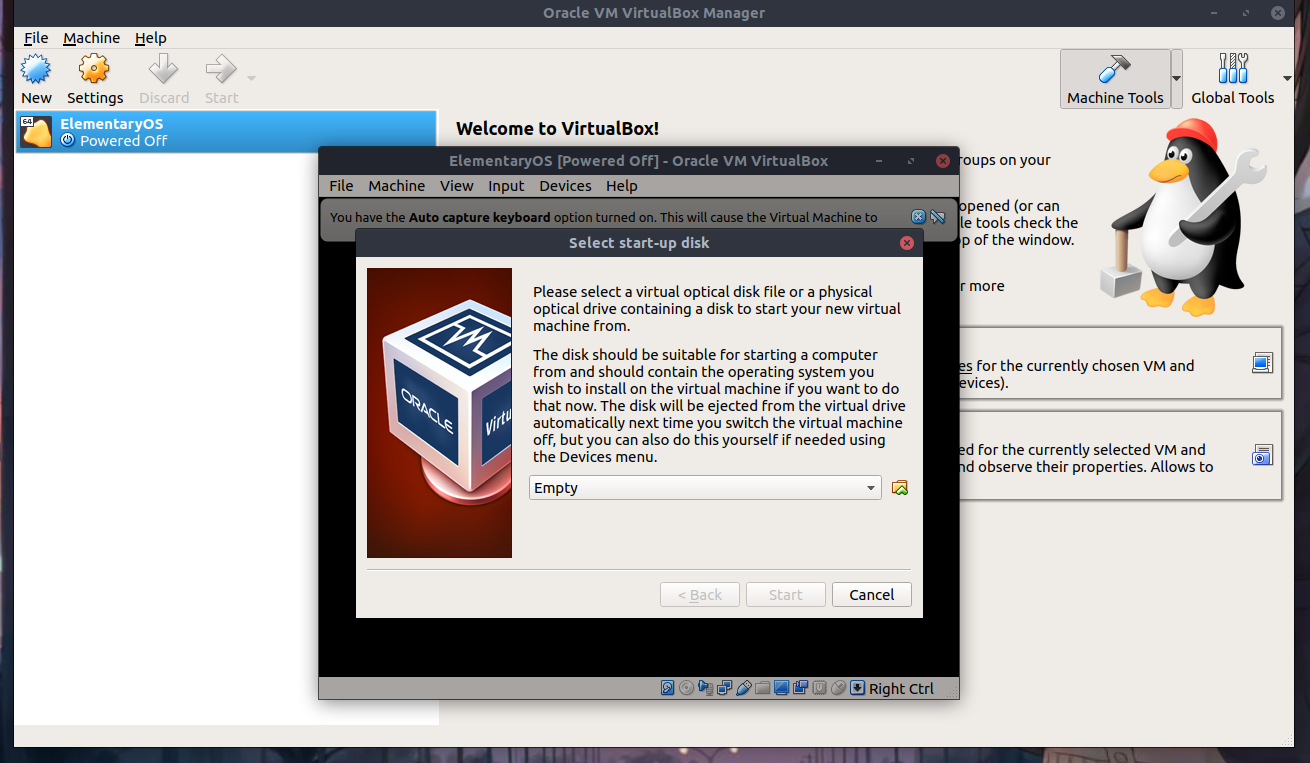 Oracle VM VirtualBox Manager
File Machine Help
New Settings Discard Start
Machine Tools Global Tools
64
ElementaryOS
Powered Off
Welcome to VirtualBox!
roups on your
opened (or can
le tools check the
op of the window.
r more
es for the currently chosen VM and
evices).
ed for the currently selected VM and
nd observe their properties. Allows to
ElementaryOS [Powered Off] - Oracle VM VirtualBox
File Machine View Input Devices Help
You have the Auto capture keyboard option turned on. This will cause the Virtual Machine to
Select start-up disk
ORACLE
Virtu
Please select a virtual optical disk file or a physical
optical drive containing a disk to start your new virtual
machine from.
The disk should be suitable for starting a computer
from and should contain the operating system you
wish to install on the virtual machine if you want to do
that now. The disk will be ejected from the virtual drive
automatically next time you switch the virtual machine
off, but you can also do this yourself if needed using
the Devices menu.
Empty
< Back Start Cancel
Right Ctrl